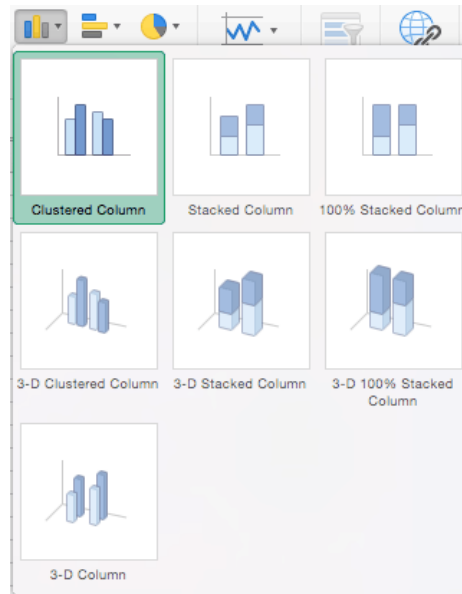 Clustered Column
Stacked Column
100% Stacked Column
3-D Clustered Column
3-D Stacked Column
3-D 100% Stacked
Column
3-D Column